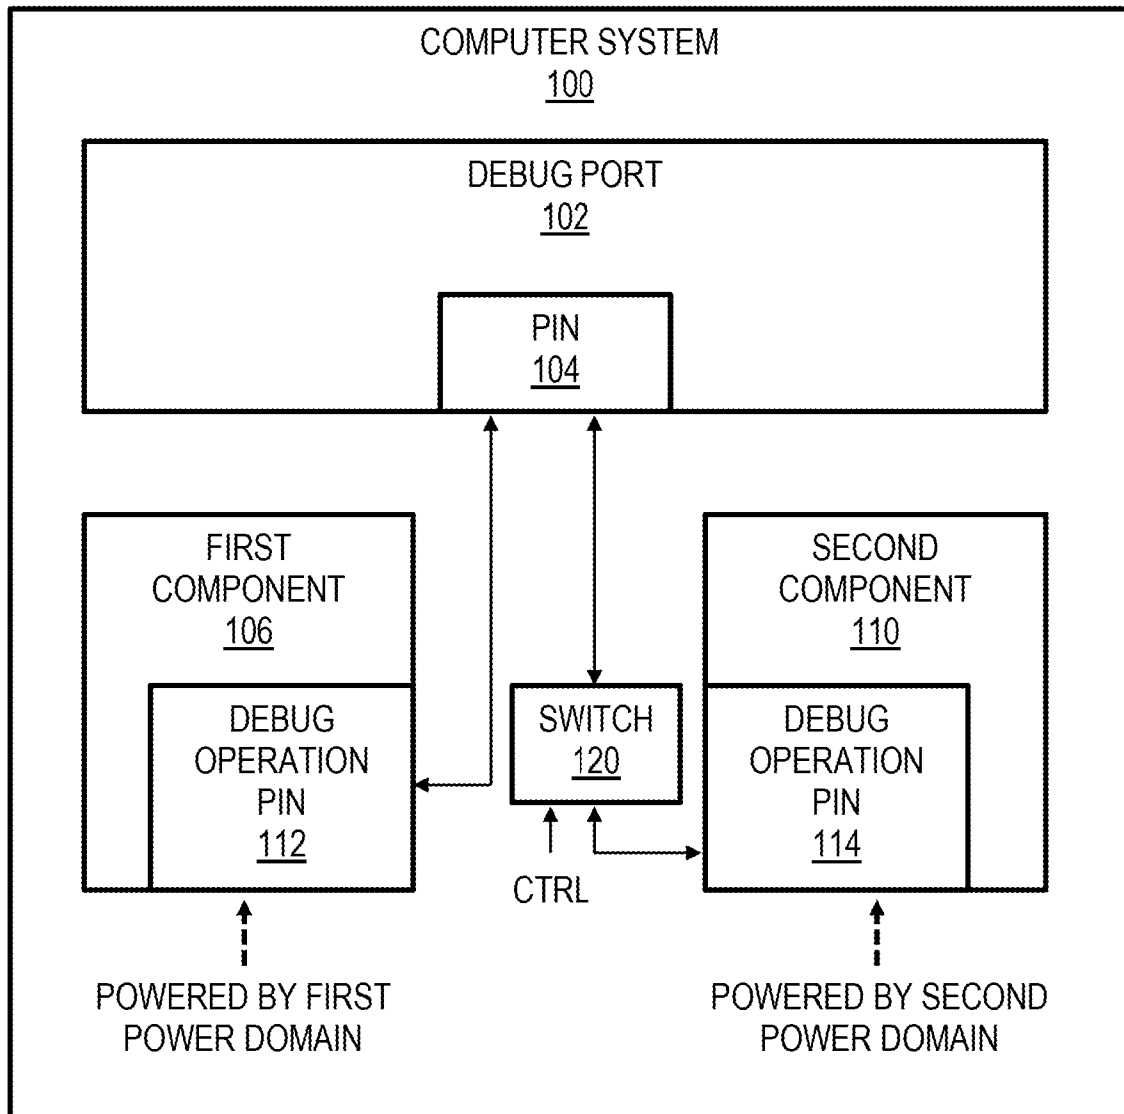 COMPUTER SYSTEM
100
DEBUG PORT
102
PIN
104
FIRST
COMPONENT
106
DEBUG
OPERATION
PIN
112
SWITCH
120
CTRL
SECOND
COMPONENT
110
DEBUG
OPERATION
PIN
114
POWERED BY FIRST
POWER DOMAIN
POWERED BY SECOND
POWER DOMAIN